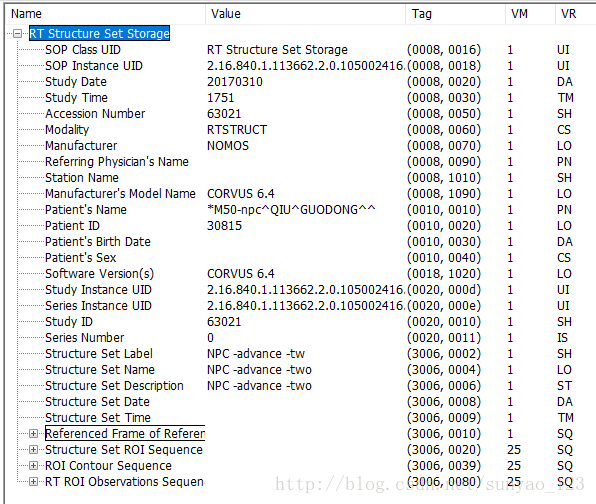 Name Value Tag VM VR
RT Structure Set Storage
SOP Class UID RT Structure Set Storage (0008, 0016) 1 UI
SOP Instance UID 2.16.840.1.113662.2.0.105002416. (0008, 0018) 1 UI
Study Date 20170310 (0008, 0020) 1 DA
Study Time 1751 (0008, 0030) 1 TM
Accession Number 63021 (0008, 0050) 1 SH
Modality RTSTRUCT (0008, 0060) 1 CS
Manufacturer NOMOS (0008, 0070) 1 LO
Referring Physician's Name (0008, 0090) 1 PN
Station Name (0008, 1010) 1 SH
Manufacturer's Model Name CORVUS 6.4 (0008, 1090) 1 LO
Patient's Name *M50-npc^QIU^GUODONG^^ (0010, 0010) 1 PN
Patient ID 30815 (0010, 0020) 1 LO
Patient's Birth Date (0010, 0030) 1 DA
Patient's Sex (0010, 0040) 1 CS
Software Version(s) CORVUS 6.4 (0018, 1020) 1 LO
Study Instance UID 2.16.840.1.113662.2.0.105002416. (0020, 000d) 1 UI
Series Instance UID 2.16.840.1.113662.2.0.105002416. (0020, 000e) 1 UI
Study ID 63021 (0020, 0010) 1 SH
Series Number 0 (0020, 0011) 1 IS
Structure Set Label NPC -advance -tw (3006, 0002) 1 SH
Structure Set Name NPC -advance -two (3006, 0004) 1 LO
Structure Set Description NPC -advance -two (3006, 0006) 1 ST
Structure Set Date (3006, 0008) 1 DA
Structure Set Time (3006, 0009) 1 TM
Referenced Frame of Referen (3006, 0010) 1 SQ
Structure Set ROI Sequence (3006, 0020) 25 SQ
ROI Contour Sequence (3006, 0039) 25 SQ
RT ROI Observations Sequen (3006, 0080) 25 SQ